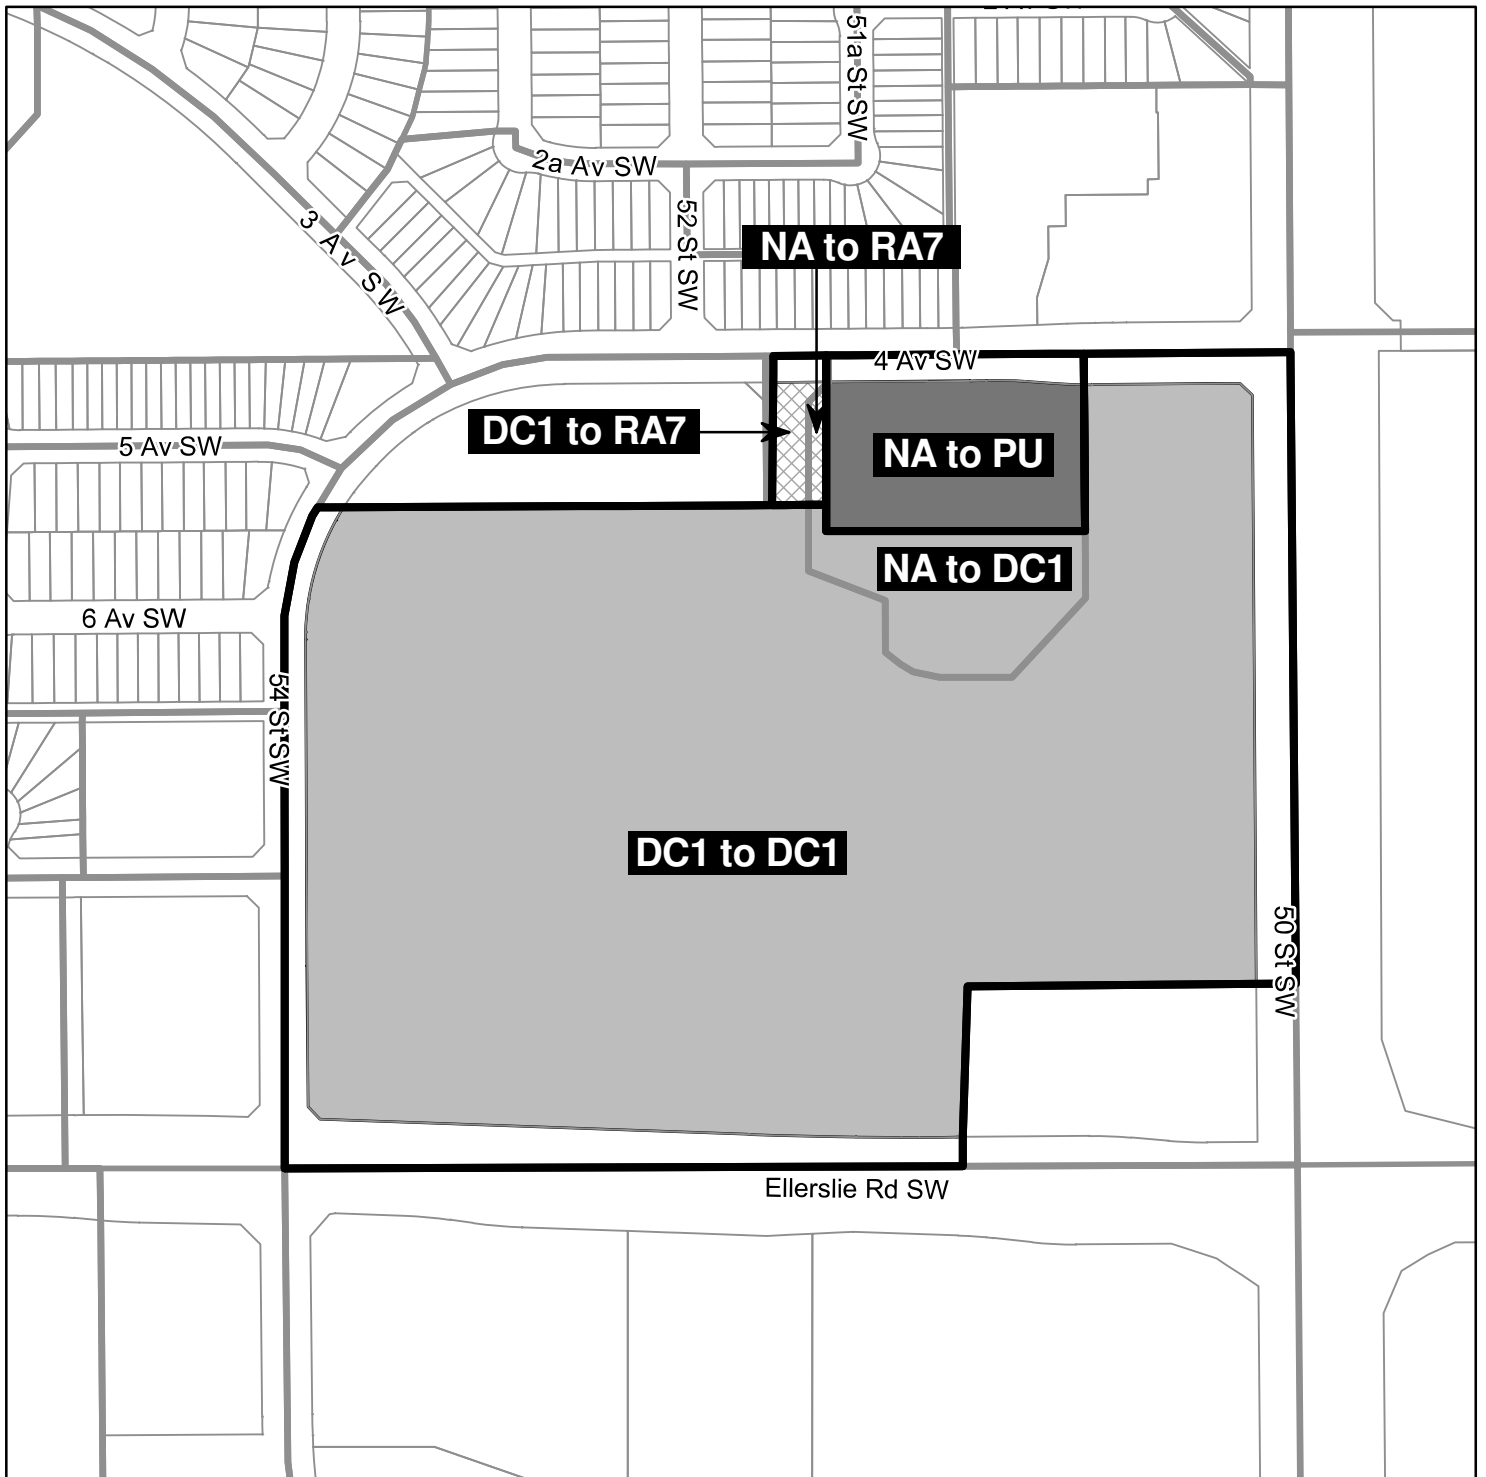 51a St SW
2a Av SW
3 Av SW
52 St SW
NA to RA7
4 Av SW
DC1 to RA7
5 Av SW
NA to PU
NA to DC1
6 Av SW
54 St SW
DC1 to DC1
50 St SW
Ellerslie Rd SW